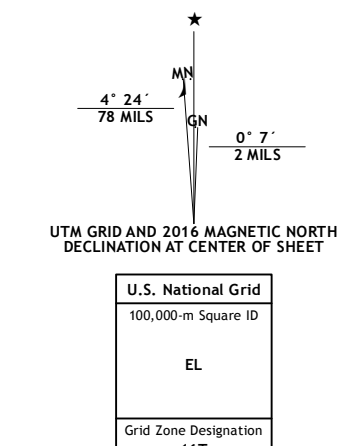 ★
MN
4° 24´
78 MILS
GN
0° 7´
2 MILS
UTM GRID AND 2016 MAGNETIC NORTH
DECLINATION AT CENTER OF SHEET
U.S. National Grid
100,000-m Square ID
EL
Grid Zone Designation